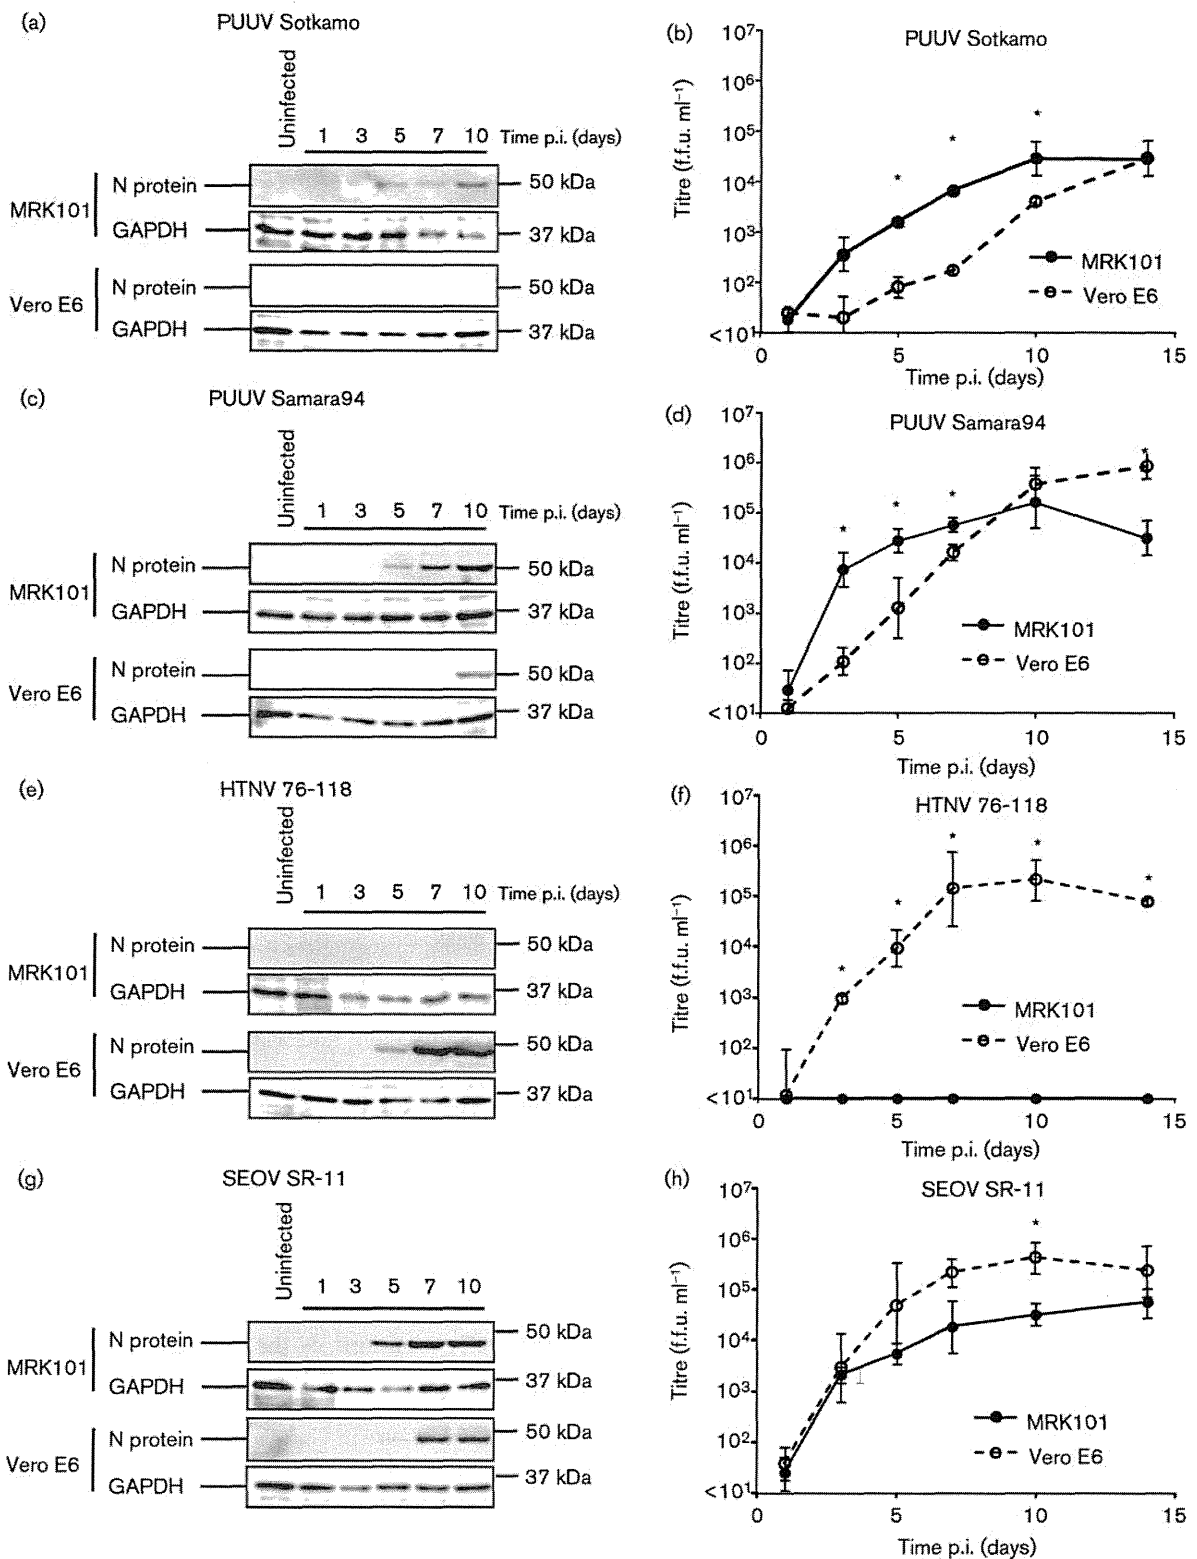 (a)
PUUV Sotkamo
Uninfected
1 3 5 7 10 Time p.i. (days)
MRK101
N protein
50 kDa
GAPDH
37 kDa
Vero E6
N protein
50 kDa
GAPDH
37 kDa
(b)
PUUV Sotkamo
Titre (f.f.u. ml⁻¹)
10⁷
10⁶
10⁵
10⁴
10³
10²
<10¹
* * *
MRK101
Vero E6
0 5 10 15
Time p.i. (days)
(c)
PUUV Samara94
Uninfected
1 3 5 7 10 Time p.i. (days)
MRK101
N protein
50 kDa
GAPDH
37 kDa
Vero E6
N protein
50 kDa
GAPDH
37 kDa
(d)
PUUV Samara94
Titre (f.f.u. ml⁻¹)
10⁷
10⁶
10⁵
10⁴
10³
10²
<10¹
* * * *
MRK101
Vero E6
0 5 10 15
Time p.i. (days)
(e)
HTNV 76-118
Uninfected
1 3 5 7 10 Time p.i. (days)
MRK101
N protein
50 kDa
GAPDH
37 kDa
Vero E6
N protein
50 kDa
GAPDH
37 kDa
(f)
HTNV 76-118
Titre (f.f.u. ml⁻¹)
10⁷
10⁶
10⁵
10⁴
10³
10²
<10¹
* * * * *
MRK101
Vero E6
0 5 10 15
Time p.i. (days)
(g)
SEOV SR-11
Uninfected
1 3 5 7 10 Time p.i. (days)
MRK101
N protein
50 kDa
GAPDH
37 kDa
Vero E6
N protein
50 kDa
GAPDH
37 kDa
(h)
SEOV SR-11
Titre (f.f.u. ml⁻¹)
10⁷
10⁶
10⁵
10⁴
10³
10²
<10¹
*
MRK101
Vero E6
0 5 10 15
Time p.i. (days)